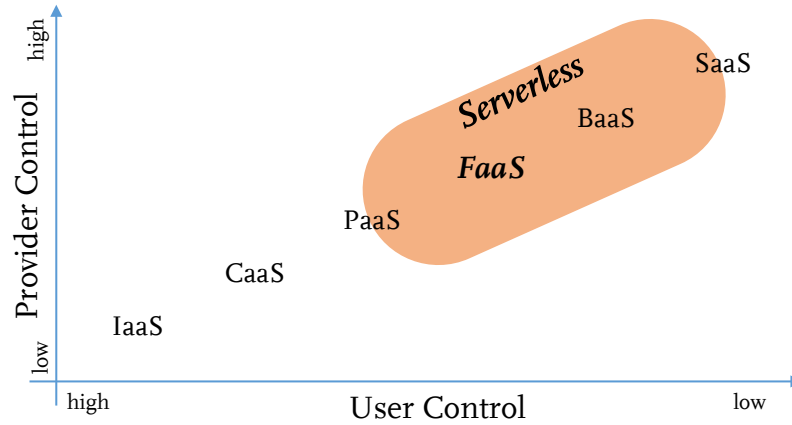 high
Provider Control
low
Serverless
SaaS
BaaS
FaaS
PaaS
CaaS
IaaS
high
User Control
low